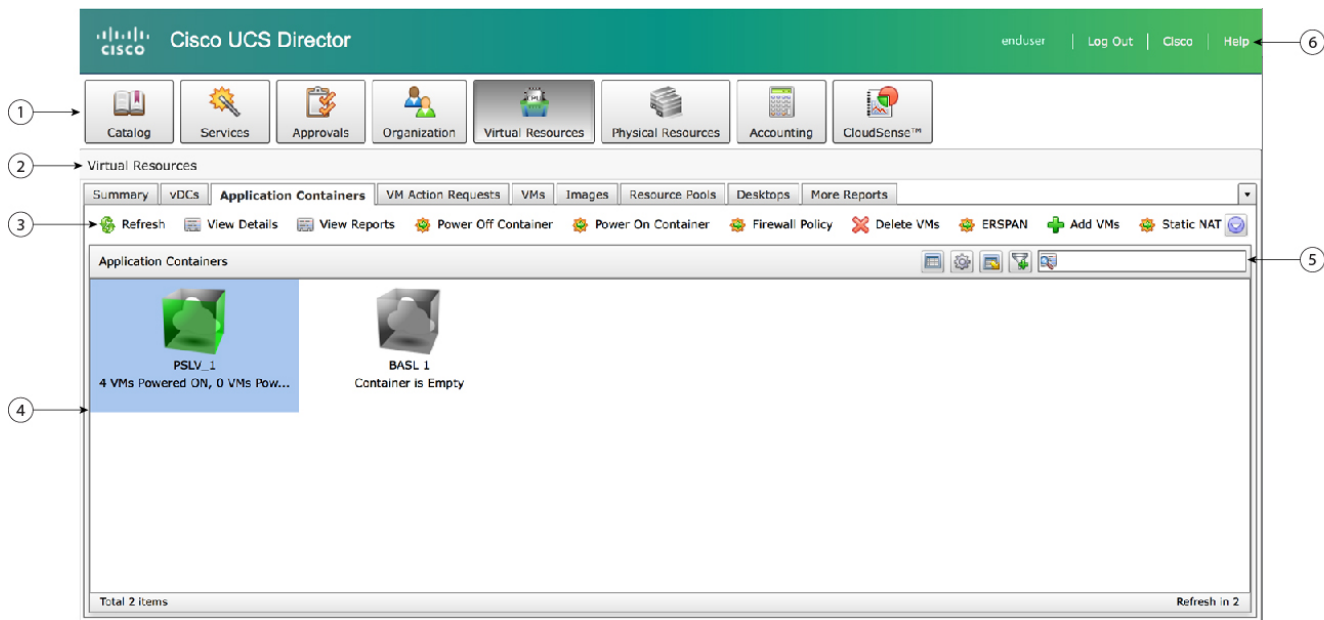 cisco Cisco UCS Director
enduser | Log Out | Cisco | Help
6
1
Catalog Services Approvals Organization Virtual Resources Physical Resources Accounting CloudSense™
2
Virtual Resources
Summary vDCs Application Containers VM Action Requests VMs Images Resource Pools Desktops More Reports
3
Refresh View Details View Reports Power Off Container Power On Container Firewall Policy Delete VMs ERSPAN Add VMs Static NAT
Application Containers
5
PSLV_1 BASL 1
4 VMs Powered ON, 0 VMs Pow... Container is Empty
4
Total 2 items Refresh in 2